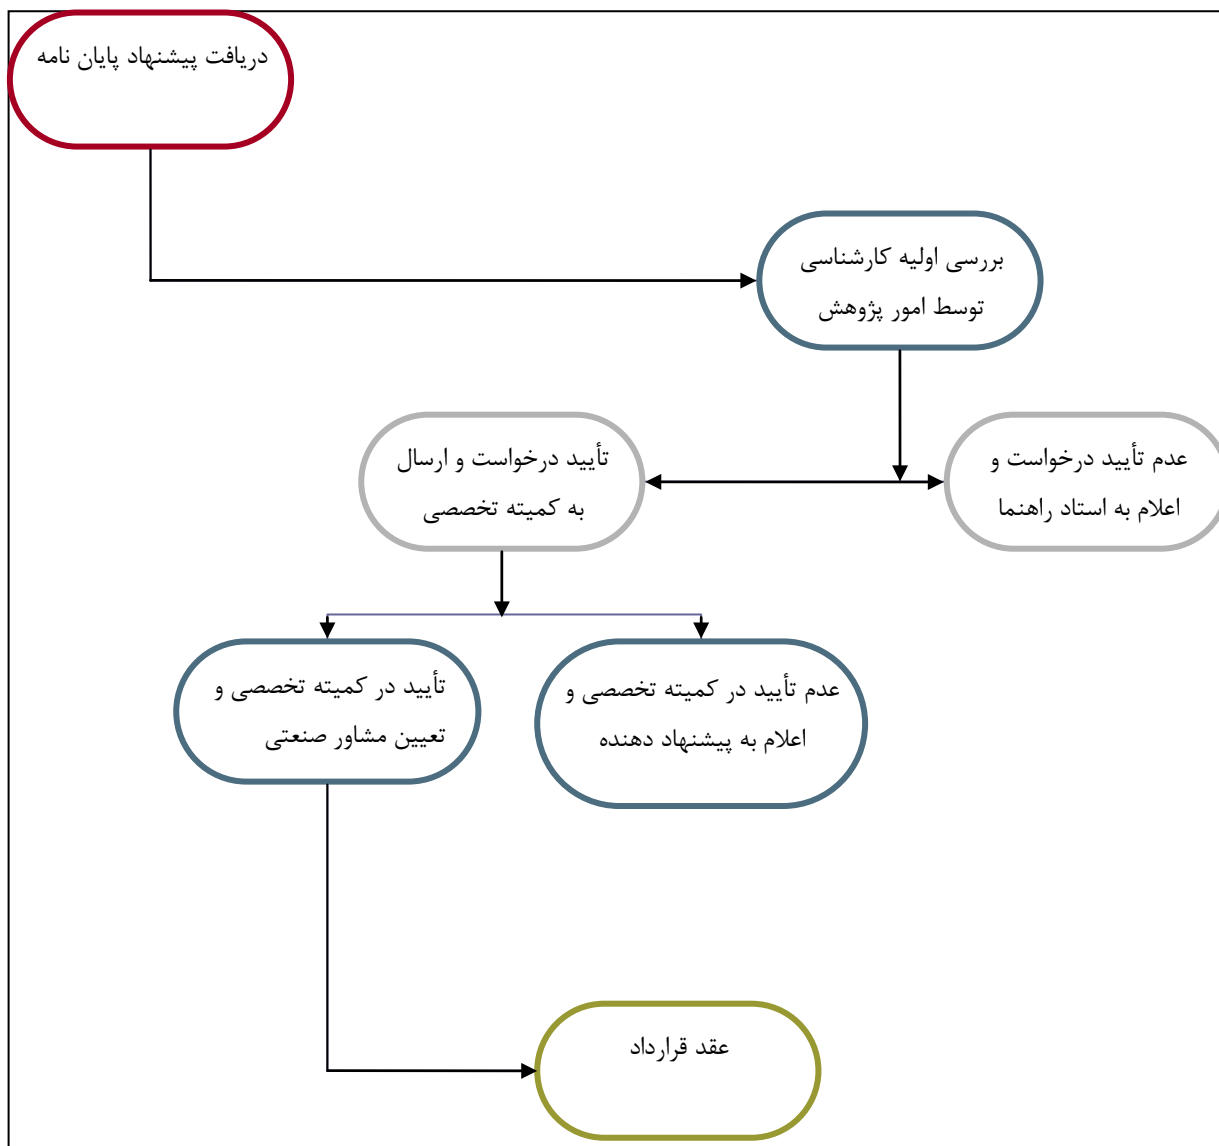 دریافت پیشنهاد پایان نامه
بررسی اولیه کارشناسی
توسط امور پژوهش
عدم تأیید درخواست و
اعلام به استاد راهنما
تأیید درخواست و ارسال
به کمیته تخصصی
عدم تأیید در کمیته تخصصی و
اعلام به پیشنهاد دهنده
تأیید در کمیته تخصصی و
تعیین مشاور صنعتی
عقد قرارداد